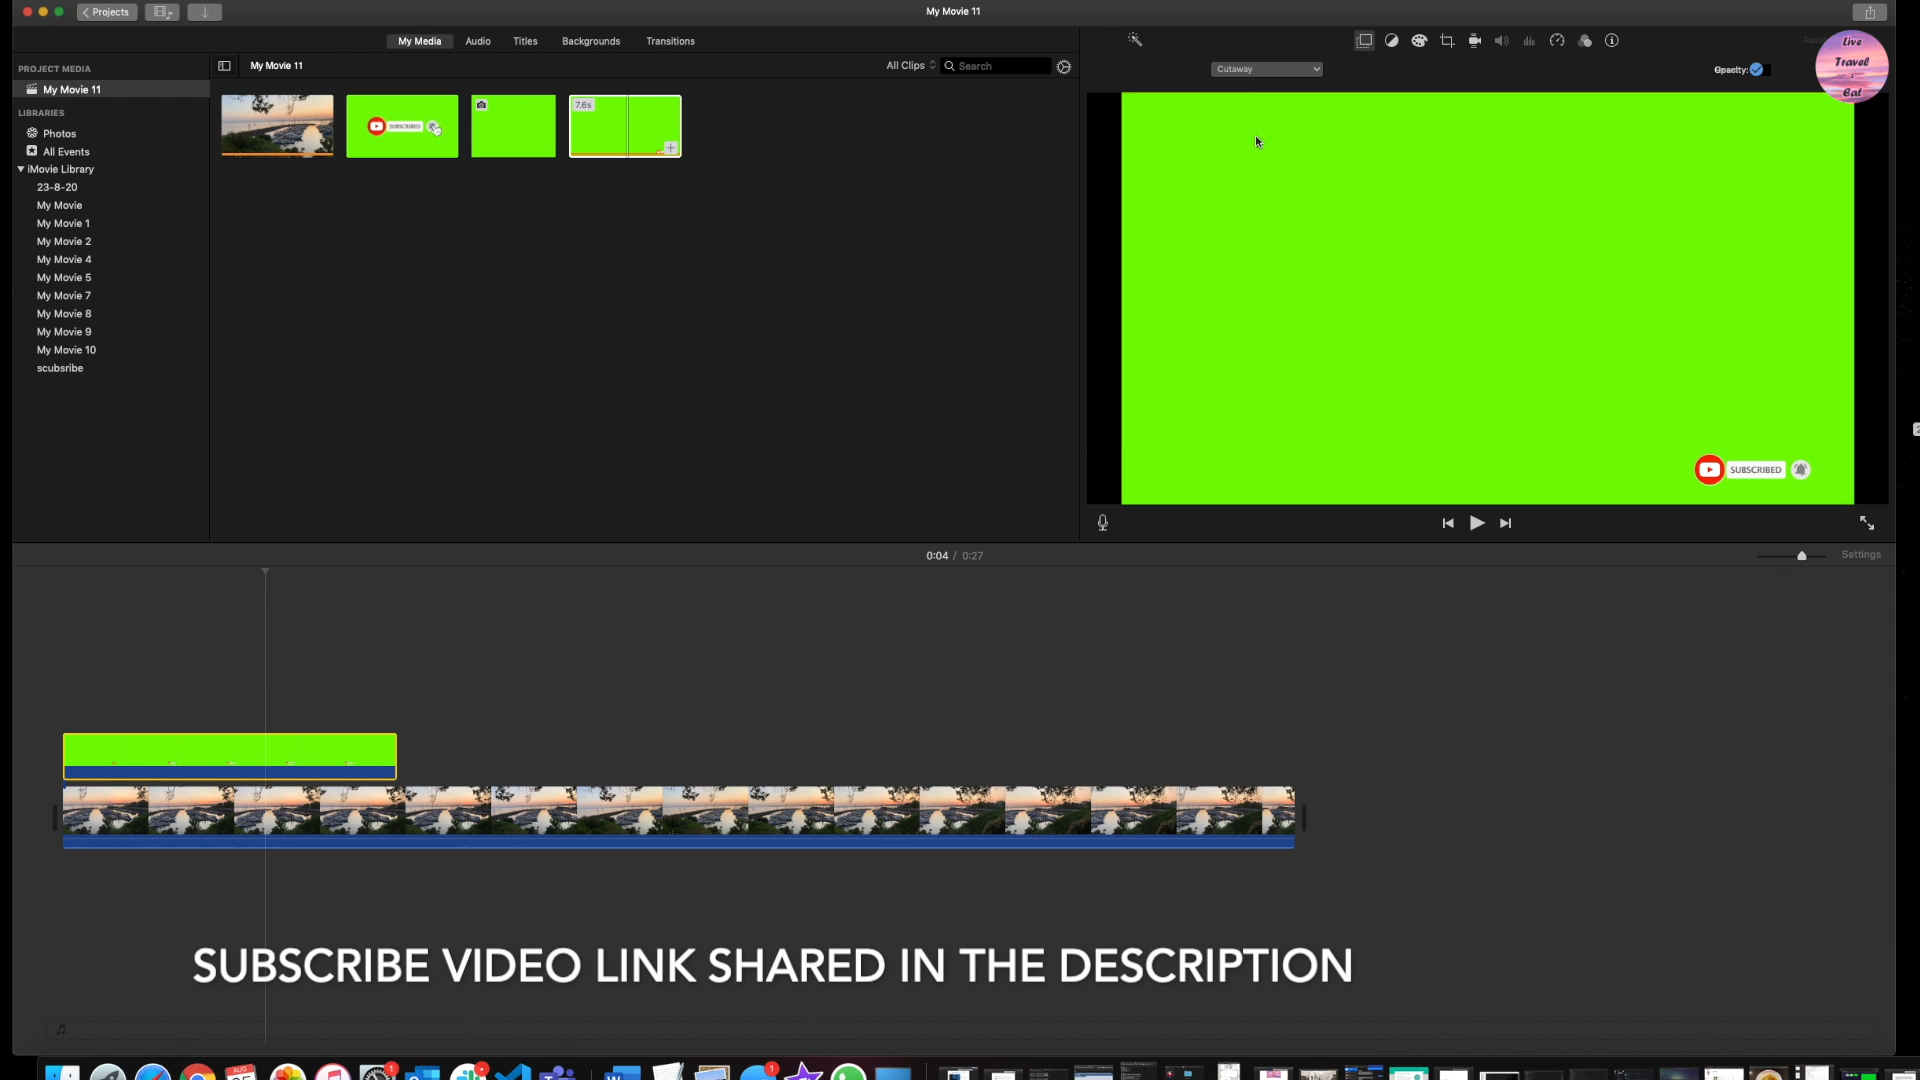 Projects
My Movie 11
My Media
Audio
Titles
Backgrounds
Transitions
PROJECT MEDIA
My Movie 11
LIBRARIES
Photos
All Events
iMovie Library
23-8-20
My Movie
My Movie 1
My Movie 2
My Movie 4
My Movie 5
My Movie 7
My Movie 8
My Movie 9
My Movie 10
scubsribe
My Movie 11
All Clips
Search
SUBSCRIBED
7.6s
Cutaway
Opacity:
Live
Travel
Eat
SUBSCRIBED
0:04 / 0:27
Settings
SUBSCRIBE VIDEO LINK SHARED IN THE DESCRIPTION
AUG
1
1